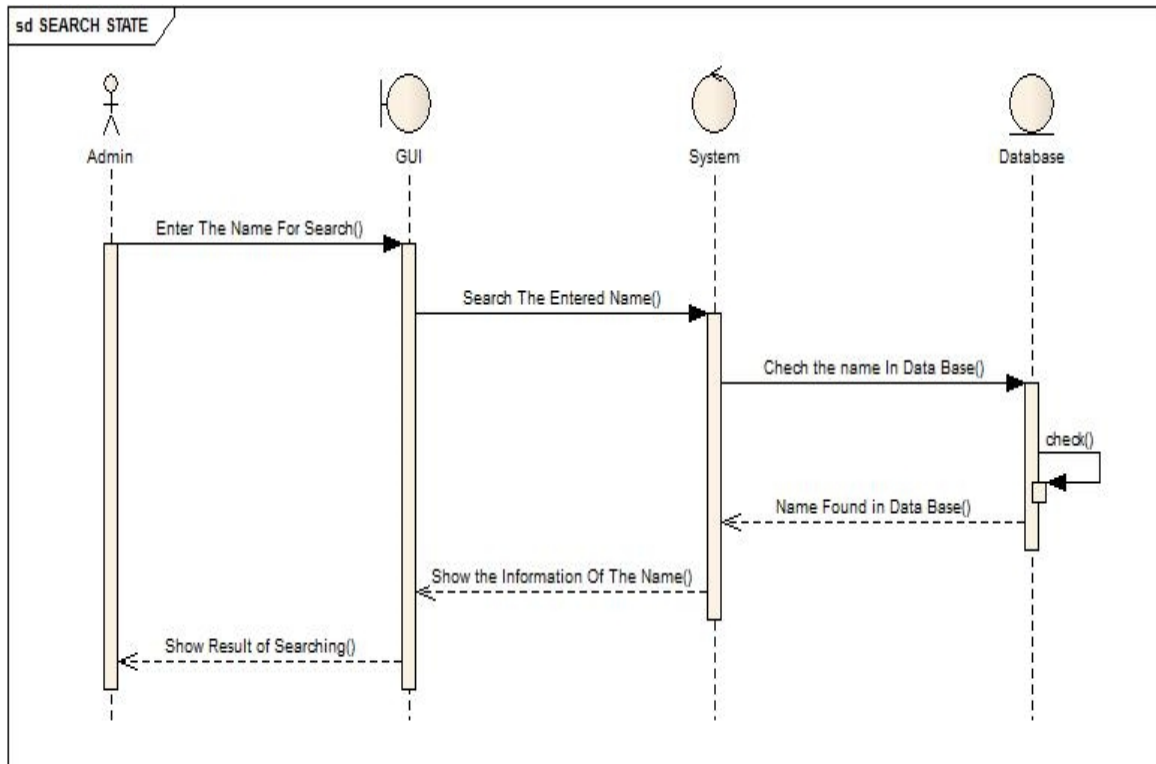 sd SEARCH STATE
Admin
GUI
System
Database
Enter The Name For Search()
Search The Entered Name()
Chech the name In Data Base()
check()
Name Found in Data Base()
Show the Information Of The Name()
Show Result of Searching()